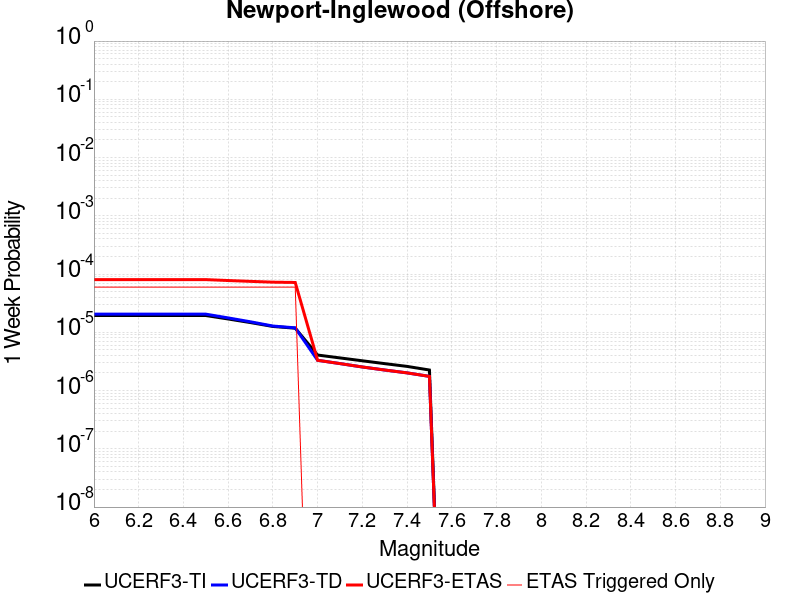 Newport-Inglewood (Offshore)
10^0
10^-1
10^-2
10^-3
10^-4
10^-5
10^-6
10^-7
10^-8
1 Week Probability
6 6.2 6.4 6.6 6.8 7 7.2 7.4 7.6 7.8 8 8.2 8.4 8.6 8.8 9
Magnitude
UCERF3-TI UCERF3-TD UCERF3-ETAS ETAS Triggered Only